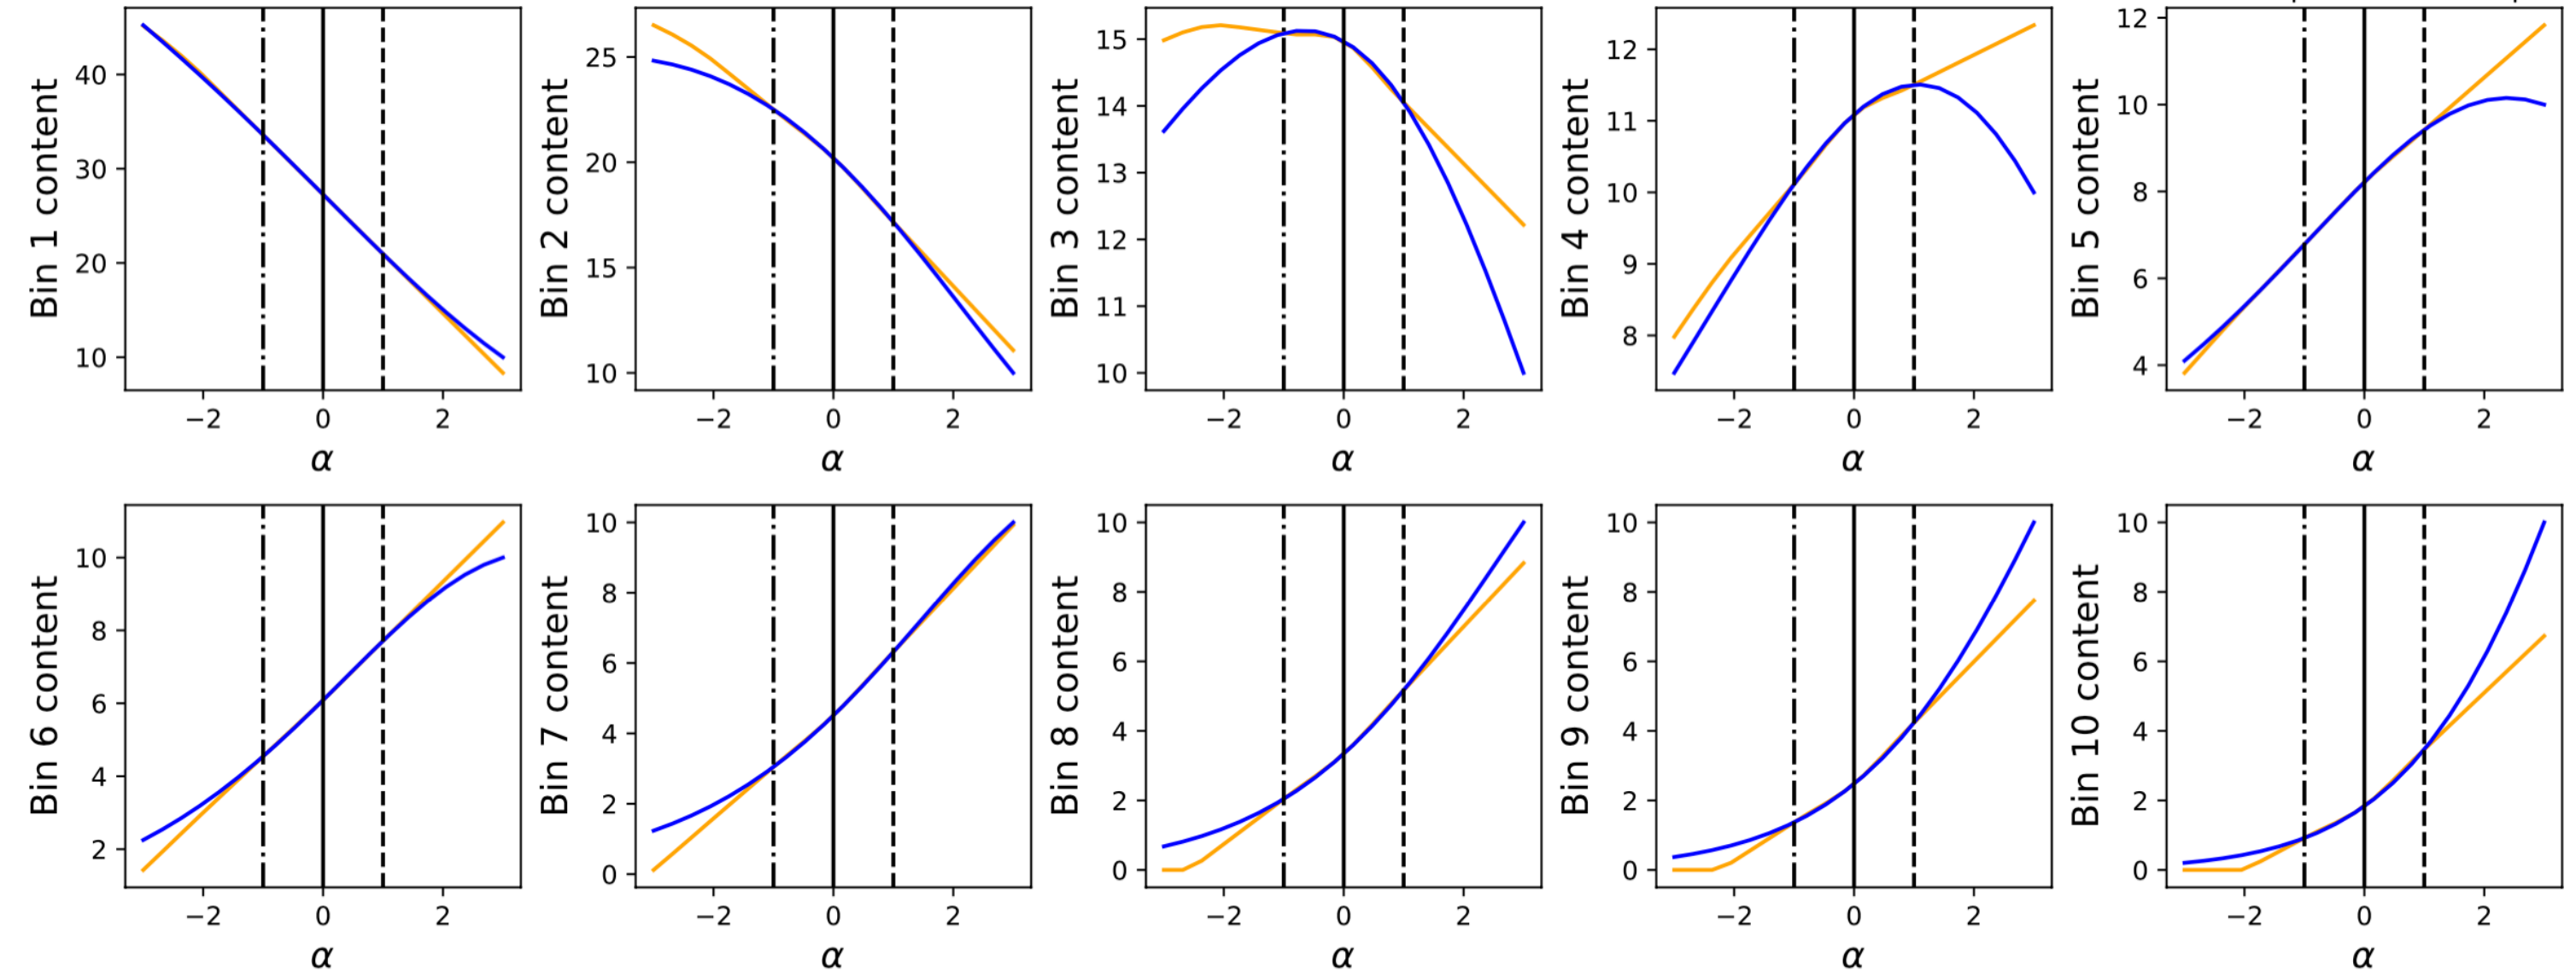 Bin 1 content
40
30
20
10
−2 0 2
α
Bin 2 content
25
20
15
10
−2 0 2
α
Bin 3 content
15
14
13
12
11
10
−2 0 2
α
Bin 4 content
12
11
10
9
8
−2 0 2
α
Bin 5 content
12
10
8
6
4
−2 0 2
α
Bin 6 content
10
8
6
4
2
−2 0 2
α
Bin 7 content
10
8
6
4
2
0
−2 0 2
α
Bin 8 content
10
8
6
4
2
0
−2 0 2
α
Bin 9 content
10
8
6
4
2
0
−2 0 2
α
Bin 10 content
10
8
6
4
2
0
−2 0 2
α